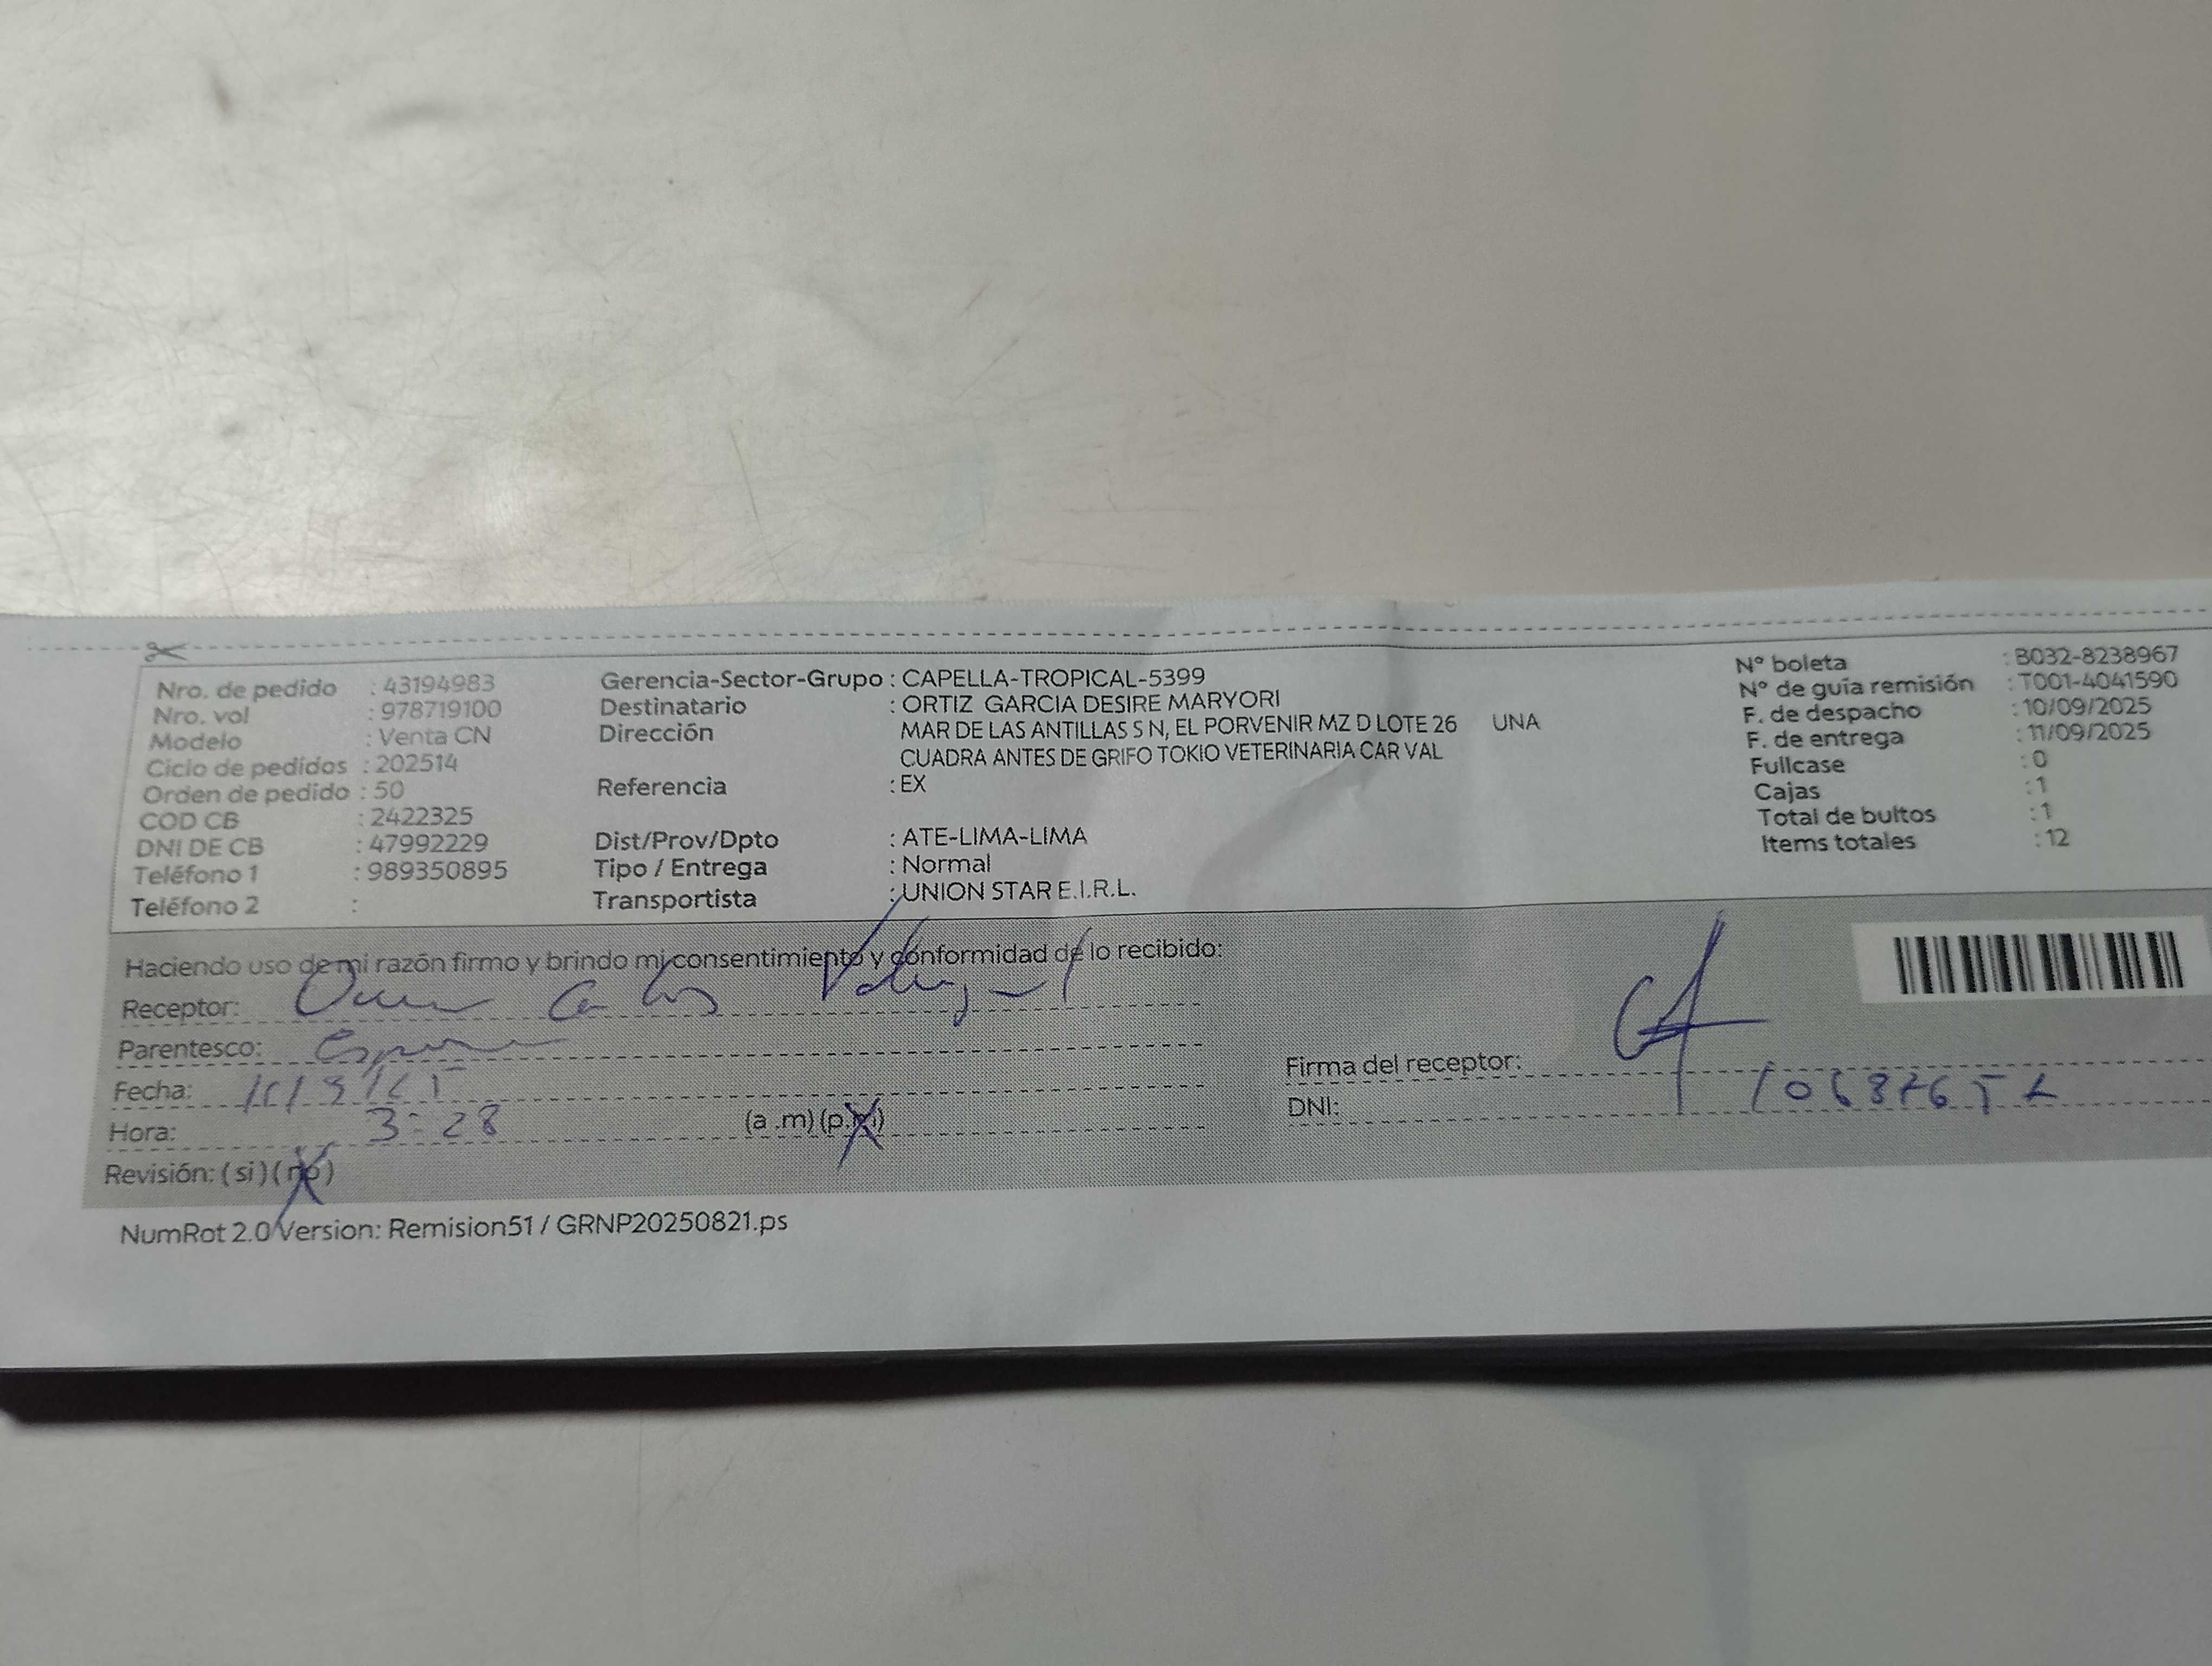 Nro. de pedido : 43194983
Nro. vol : 978719100
Modelo : Venta CN
Ciclo de pedidos : 202514
Orden de pedido : 50
COD CB : 2422325
DNI DE CB : 47992229
Teléfono 1 : 989350895
Teléfono 2 :
Gerencia-Sector-Grupo : CAPELLA-TROPICAL-5399
Destinatario : ORTIZ GARCIA DESIRE MARYORI
Dirección MAR DE LAS ANTILLAS S N, EL PORVENIR MZ D LOTE 26 UNA
CUADRA ANTES DE GRIFO TOKIO VETERINARIA CAR VAL
Referencia : EX
Dist/Prov/Dpto : ATE-LIMA-LIMA
Tipo / Entrega : Normal
Transportista : UNION STAR E.I.R.L.
N° boleta : B032-8238967
N° de guía remisión : T001-4041590
F. de despacho : 10/09/2025
F. de entrega : 11/09/2025
Fullcase : 0
Cajas : 1
Total de bultos : 1
Items totales : 12
Haciendo uso de mi razón firmo y brindo mi consentimiento y conformidad de lo recibido:
Receptor:
Parentesco:
Fecha:
Hora: 3:28 (a .m) (p.m)
Revisión: ( si ) ( no )
Firma del receptor:
DNI:
NumRot 2.0 Version: Remision51 / GRNP20250821.ps